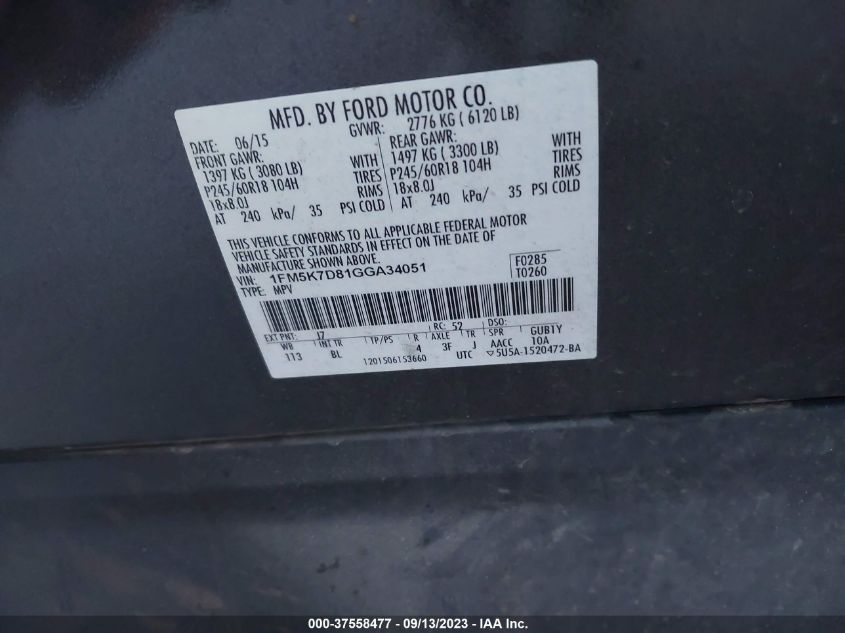 MFD. BY FORD MOTOR CO.
DATE: 06/15 GVWR: 2776 KG ( 6120 LB)
FRONT GAWR: REAR GAWR:
1397 KG ( 3080 LB) WITH 1497 KG ( 3300 LB) WITH
P245/60R18 104H TIRES P245/60R18 104H TIRES
18x8.0J RIMS 18x8.0J RIMS
AT 240 kPa/ 35 PSI COLD AT 240 kPa/ 35 PSI COLD
THIS VEHICLE CONFORMS TO ALL APPLICABLE FEDERAL MOTOR
VEHICLE SAFETY STANDARDS IN EFFECT ON THE DATE OF
MANUFACTURE SHOWN ABOVE.
VIN: 1FM5K7D81GGA34051 F0285
TYPE: MPV T0260
EXT PNT: J7 RC: 52 DSO:
WB INT TR TP/PS R AXLE TR SPR GUB1Y
113 BL 4 3F J AACC 10A
1201506153660 UTC ▽5U5A-1520472-BA
000-37558477 - 09/13/2023 - IAA Inc.